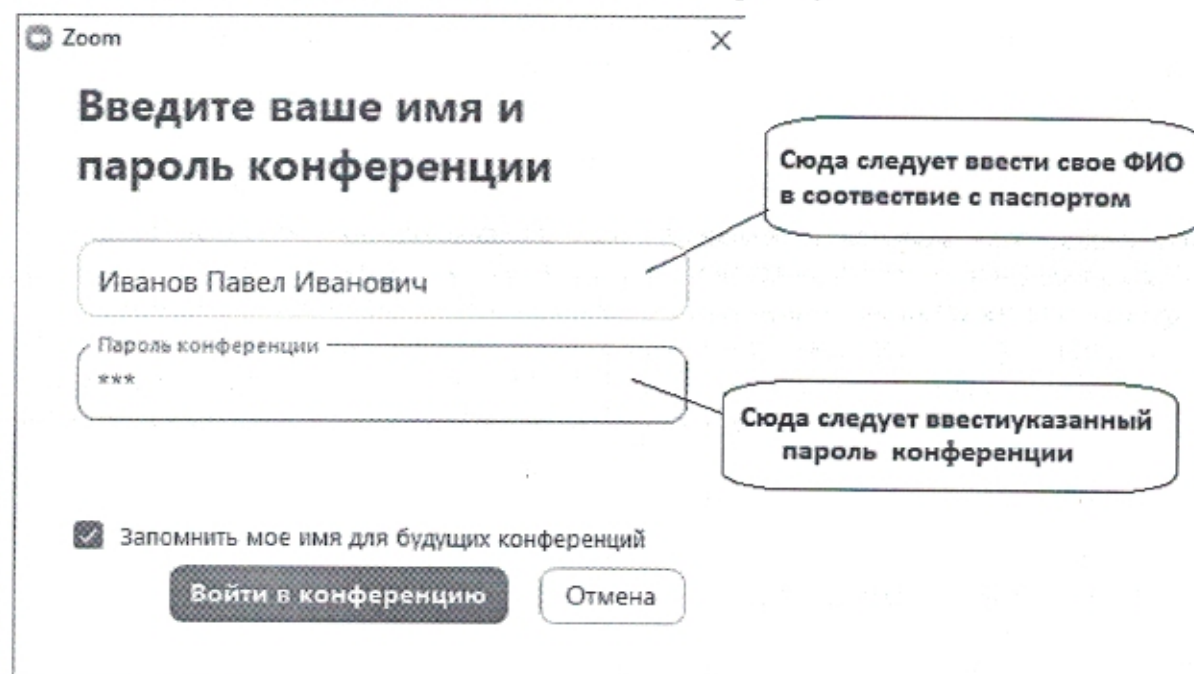 Zoom
Введите ваше имя и
пароль конференции
Сюда следует ввести свое ФИО
в соотвествие с паспортом
Иванов Павел Иванович
Пароль конференции
***
Сюда следует ввестиуказанный
пароль конференции
Запомнить мое имя для будущих конференций
Войти в конференцию
Отмена